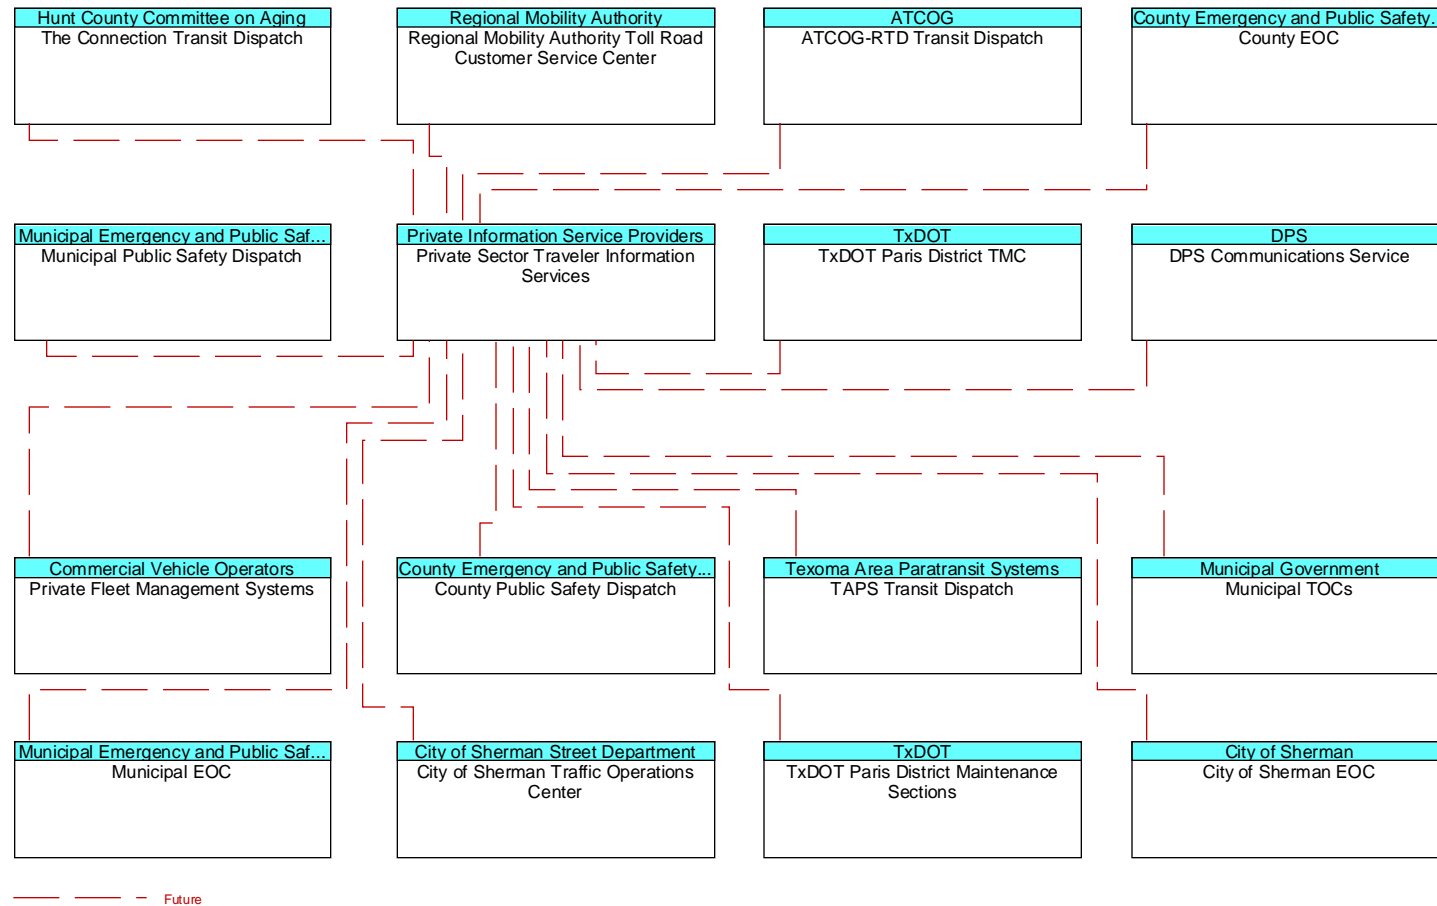 Hunt County Committee on Aging
The Connection Transit Dispatch
Regional Mobility Authority
Regional Mobility Authority Toll Road
Customer Service Center
ATCOG
ATCOG-RTD Transit Dispatch
County Emergency and Public Safety...
County EOC
Municipal Emergency and Public Saf...
Municipal Public Safety Dispatch
Private Information Service Providers
Private Sector Traveler Information
Services
TxDOT
TxDOT Paris District TMC
DPS
DPS Communications Service
Commercial Vehicle Operators
Private Fleet Management Systems
County Emergency and Public Safety...
County Public Safety Dispatch
Texoma Area Paratransit Systems
TAPS Transit Dispatch
Municipal Government
Municipal TOCs
Municipal Emergency and Public Saf...
Municipal EOC
City of Sherman Street Department
City of Sherman Traffic Operations
Center
TxDOT
TxDOT Paris District Maintenance
Sections
City of Sherman
City of Sherman EOC
Future